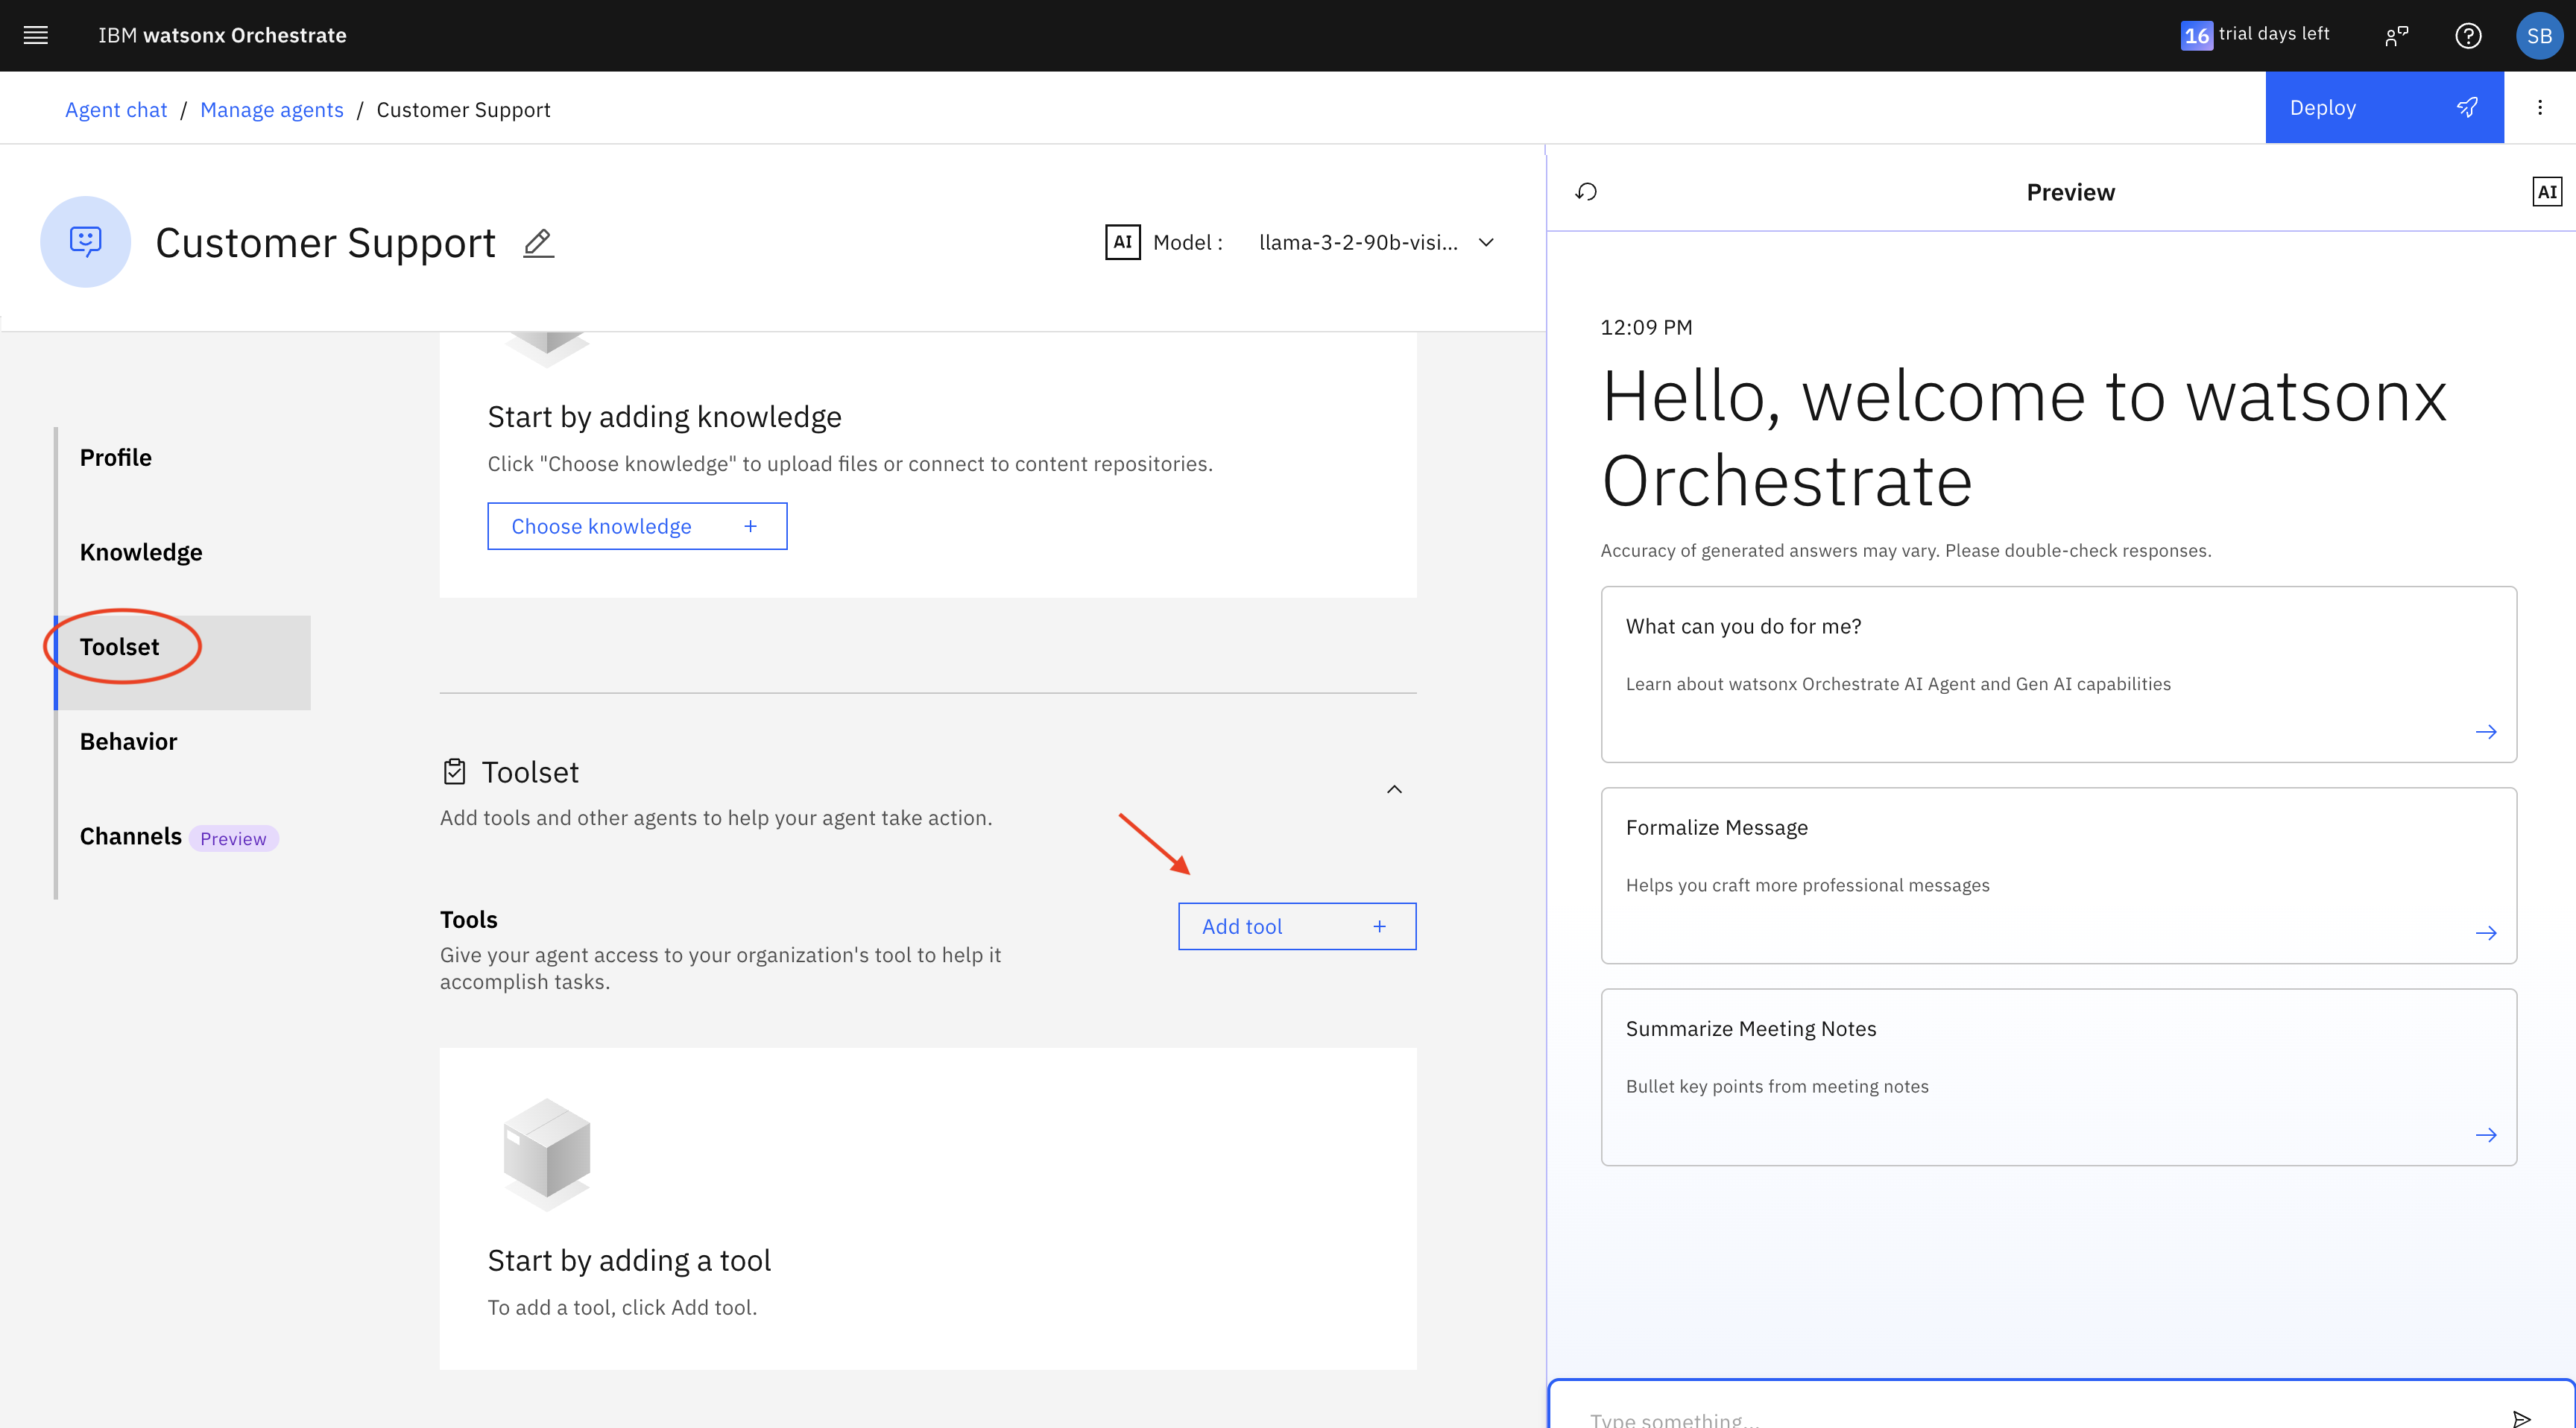 IBM watsonx Orchestrate
16 trial days left
SB
Agent chat / Manage agents / Customer Support
Deploy
Customer Support
AI Model : llama-3-2-90b-visi...
Start by adding knowledge
Click "Choose knowledge" to upload files or connect to content repositories.
Choose knowledge +
Profile
Knowledge
Toolset
Behavior
Channels Preview
Toolset
Add tools and other agents to help your agent take action.
Tools
Give your agent access to your organization's tool to help it
accomplish tasks.
Add tool +
Start by adding a tool
To add a tool, click Add tool.
Preview
AI
12:09 PM
Hello, welcome to watsonx
Orchestrate
Accuracy of generated answers may vary. Please double-check responses.
What can you do for me?
Learn about watsonx Orchestrate AI Agent and Gen AI capabilities
Formalize Message
Helps you craft more professional messages
Summarize Meeting Notes
Bullet key points from meeting notes
Type something...